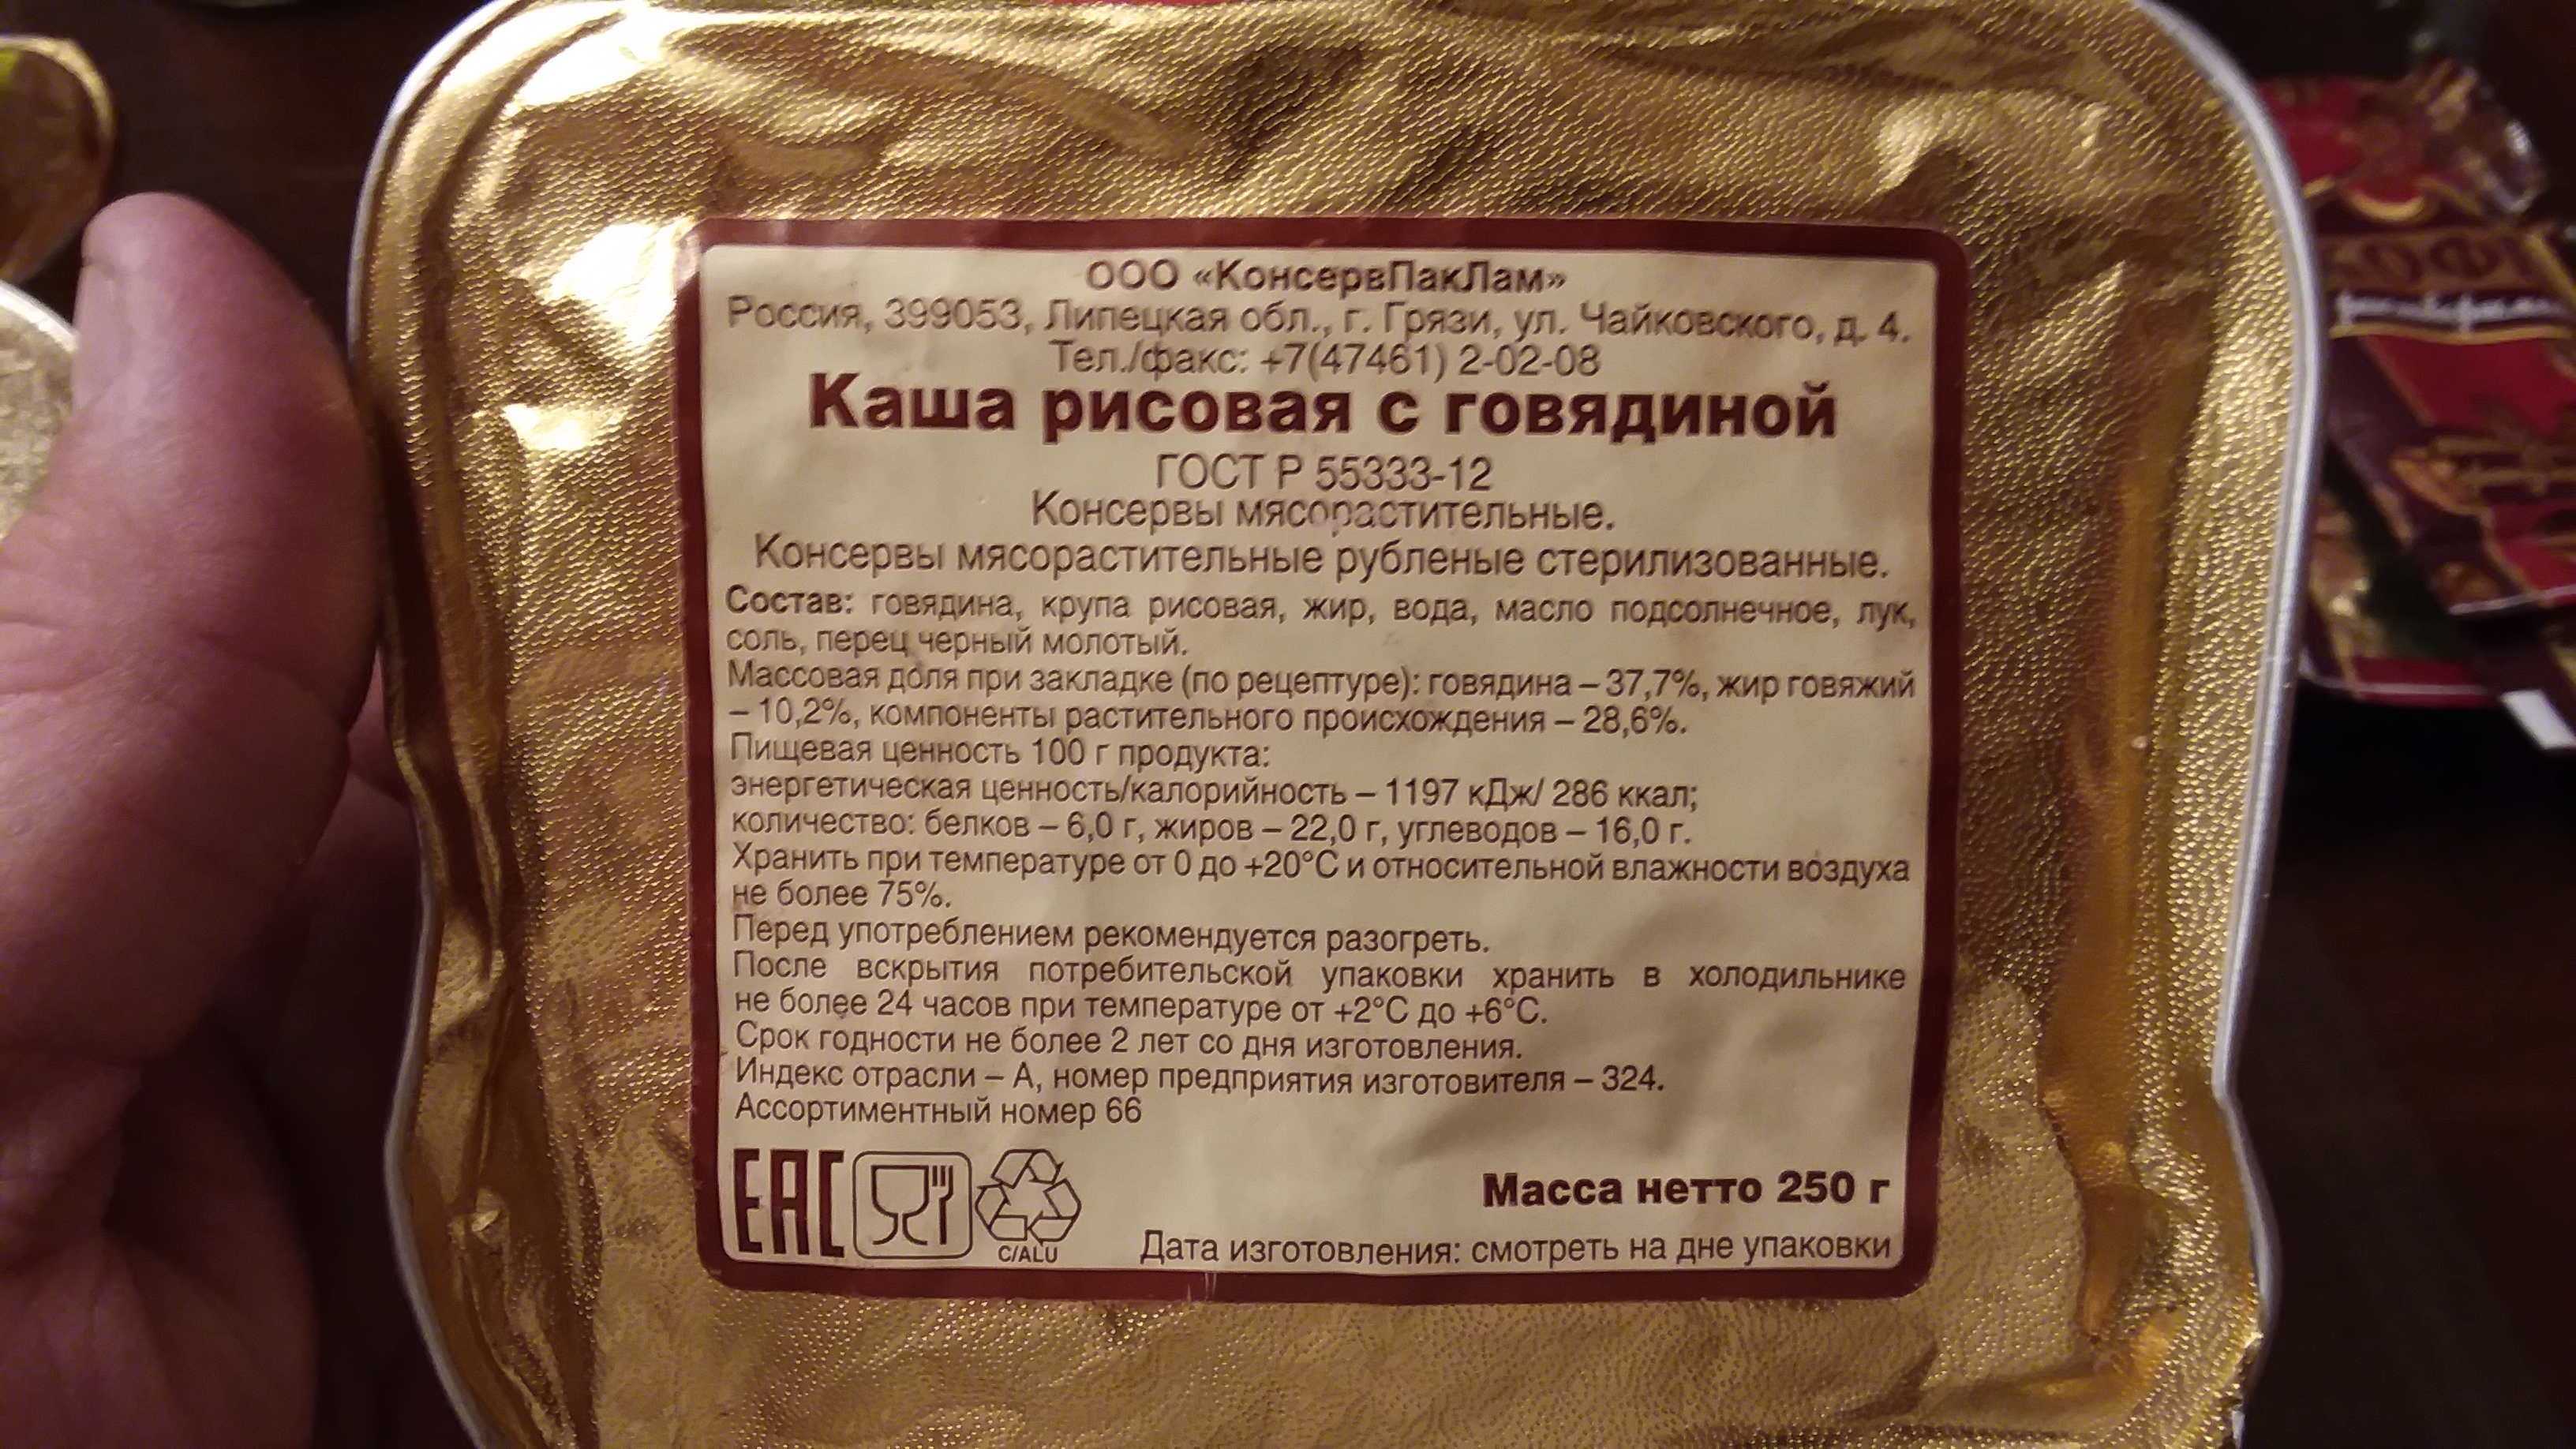 ООО «КонсервПакЛам»
Россия, 399053, Липецкая обл., г. Грязи, ул. Чайковского, д. 4.
Тел./факс: +7(47461) 2-02-08
Каша рисовая с говядиной
ГОСТ Р 55333-12
Консервы мясорастительные.
Консервы мясорастительные рубленые стерилизованные.
Состав: говядина, крупа рисовая, жир, вода, масло подсолнечное, лук,
соль, перец черный молотый.
Массовая доля при закладке (по рецептуре): говядина – 37,7%, жир говяжий
– 10,2%, компоненты растительного происхождения – 28,6%.
Пищевая ценность 100 г продукта:
энергетическая ценность/калорийность – 1197 кДж/ 286 ккал;
количество: белков – 6,0 г, жиров – 22,0 г, углеводов – 16,0 г.
Хранить при температуре от 0 до +20°С и относительной влажности воздуха
не более 75%.
Перед употреблением рекомендуется разогреть.
После вскрытия потребительской упаковки хранить в холодильнике
не более 24 часов при температуре от +2°С до +6°С.
Срок годности не более 2 лет со дня изготовления.
Индекс отрасли – А, номер предприятия изготовителя – 324.
Ассортиментный номер 66
EAC
C/ALU
Масса нетто 250 г
Дата изготовления: смотреть на дне упаковки